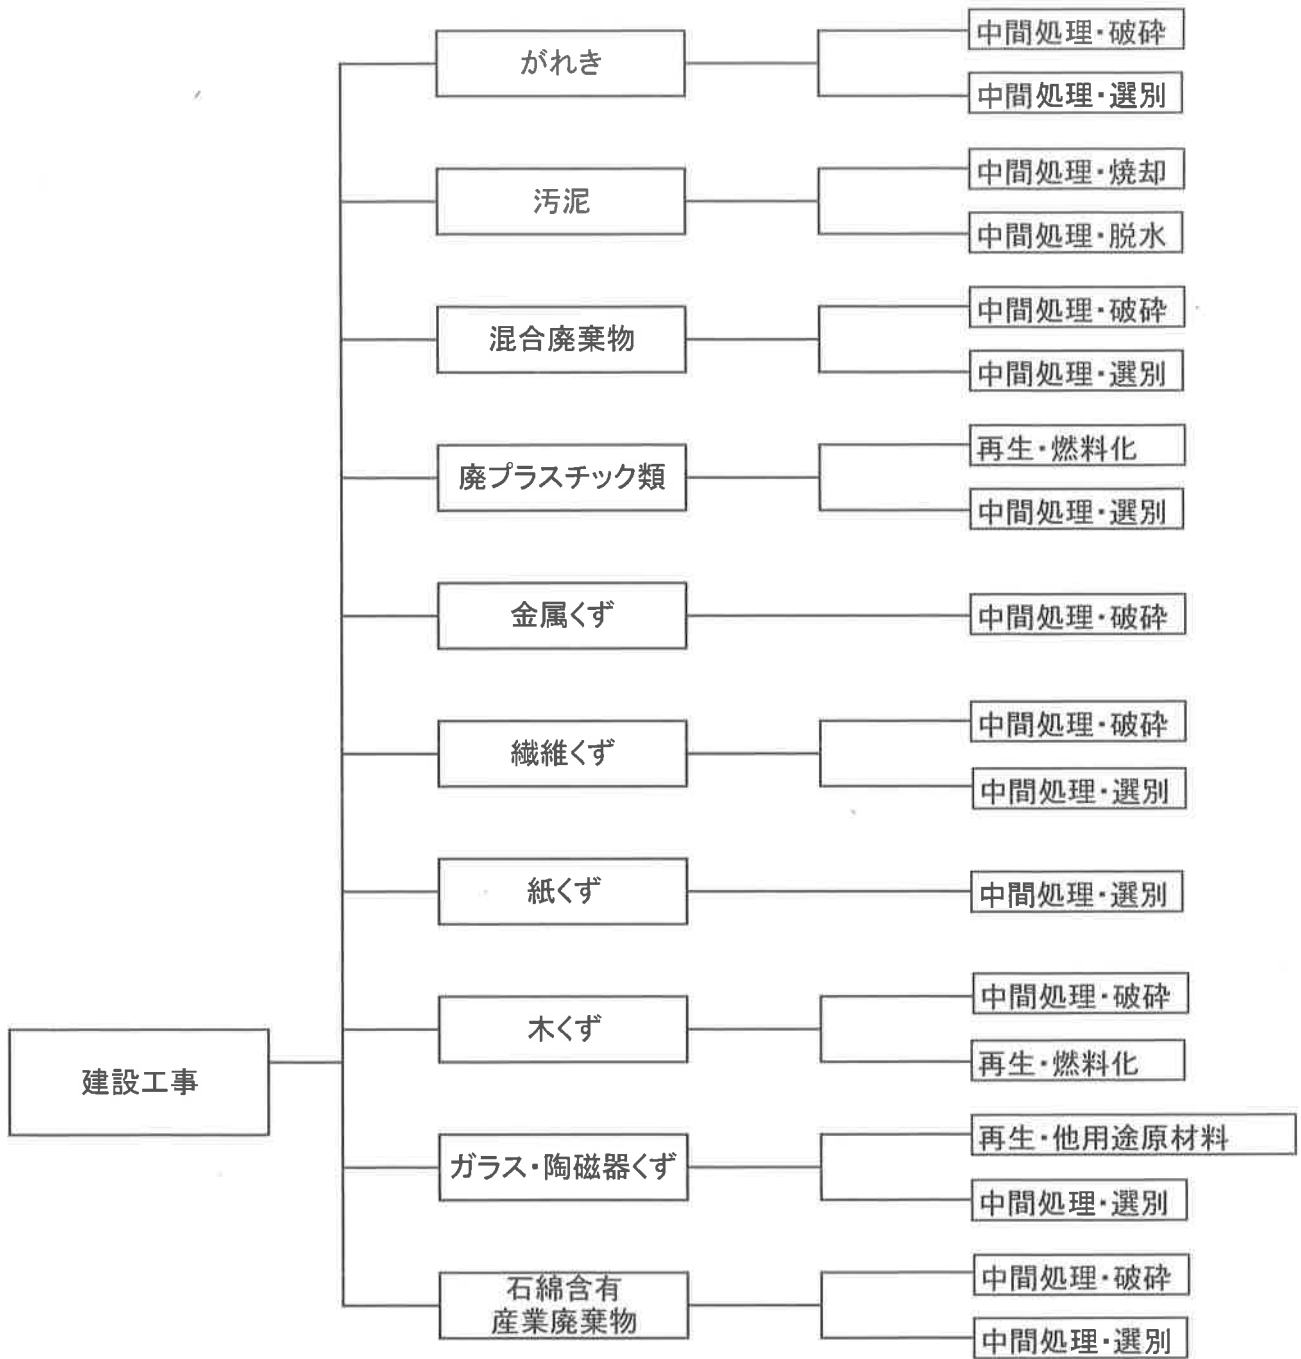 がれき
中間処理・破砕
中間処理・選別
汚泥
中間処理・焼却
中間処理・脱水
混合廃棄物
中間処理・破砕
中間処理・選別
廃プラスチック類
再生・燃料化
中間処理・選別
金属くず
中間処理・破砕
繊維くず
中間処理・破砕
中間処理・選別
紙くず
中間処理・選別
木くず
中間処理・破砕
再生・燃料化
建設工事
ガラス・陶磁器くず
再生・他用途原材料
中間処理・選別
石綿含有
産業廃棄物
中間処理・破砕
中間処理・選別